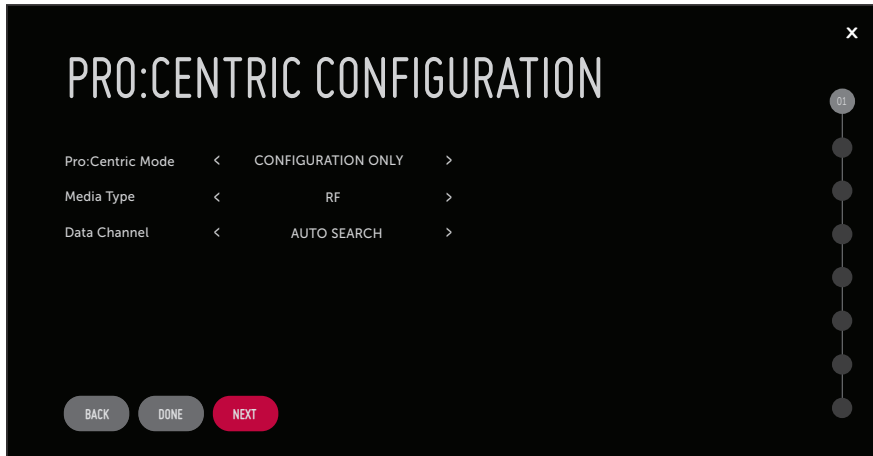 X
PRO:CENTRIC CONFIGURATION
01
Pro:Centric Mode < CONFIGURATION ONLY >
Media Type < RF >
Data Channel < AUTO SEARCH >
BACK DONE NEXT